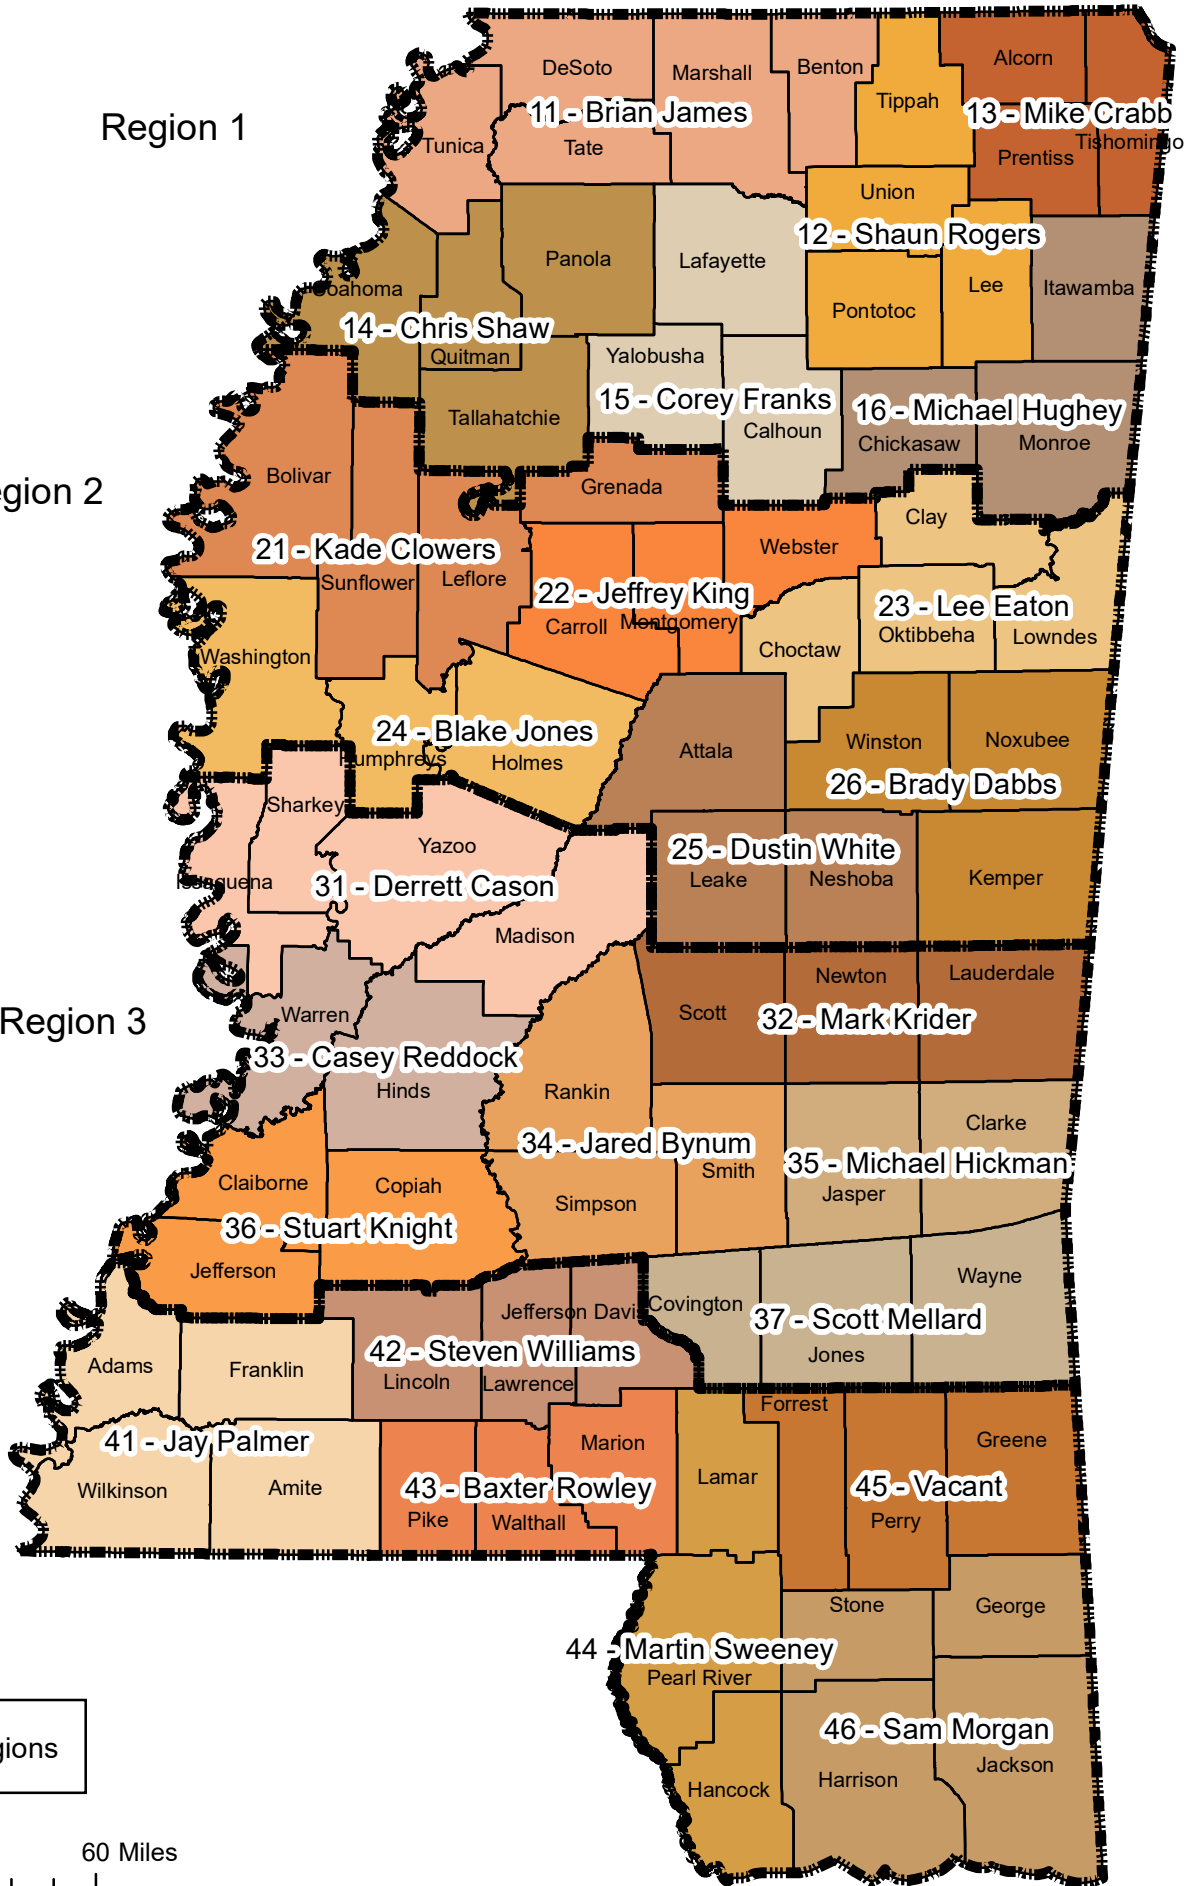 DeSoto
Marshall
Benton
Alcorn
Tippah
Region 1
11 - Brian James
13 - Mike Crabb
Tunica
Tate
Prentiss
Tishomingo
Union
12 - Shaun Rogers
Panola
Lafayette
Coahoma
Lee
Itawamba
Pontotoc
14 - Chris Shaw
Quitman
Yalobusha
15 - Corey Franks
16 - Michael Hughey
Tallahatchie
Calhoun
Chickasaw
Monroe
Bolivar
Grenada
gion 2
Clay
21 - Kade Clowers
Webster
Sunflower
Leflore
22 - Jeffrey King
23 - Lee Eaton
Carroll
Montgomery
Oktibbeha
Lowndes
Choctaw
Washington
24 - Blake Jones
Attala
Winston
Noxubee
Humphreys
Holmes
26 - Brady Dabbs
Sharkey
Yazoo
25 - Dustin White
Issaquena
31 - Derrett Cason
Leake
Neshoba
Kemper
Madison
Newton
Lauderdale
Region 3
Warren
Scott
32 - Mark Krider
33 - Casey Reddock
Hinds
Rankin
Clarke
34 - Jared Bynum
Smith
35 - Michael Hickman
Claiborne
Copiah
Simpson
Jasper
36 - Stuart Knight
Jefferson
Wayne
Jefferson Davis
Covington
37 - Scott Mellard
42 - Steven Williams
Jones
Adams
Franklin
Lincoln
Lawrence
Forrest
41 - Jay Palmer
Marion
Greene
Lamar
Wilkinson
Amite
43 - Baxter Rowley
45 - Vacant
Pike
Walthall
Perry
Stone
George
44 - Martin Sweeney
Pearl River
46 - Sam Morgan
gions
Jackson
Hancock
Harrison
60 Miles